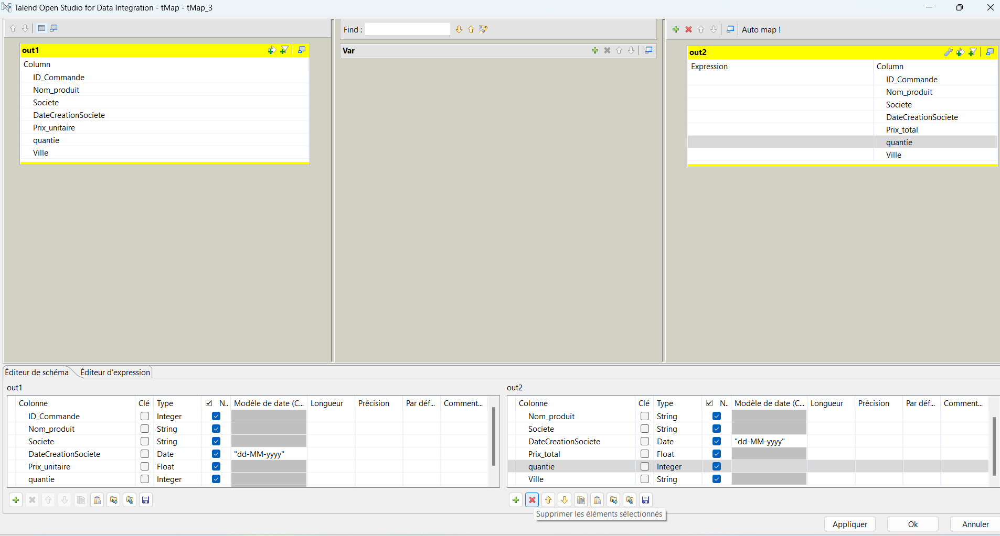 Talend Open Studio for Data Integration - tMap - tMap_3
Find :
Auto map !
out1
Column
ID_Commande
Nom_produit
Societe
DateCreationSociete
Prix_unitaire
quantie
Ville
Var
out2
Expression Column
ID_Commande
Nom_produit
Societe
DateCreationSociete
Prix_total
quantie
Ville
Éditeur de schéma Éditeur d'expression
out1
Colonne Clé Type N.. Modèle de date (C... Longueur Précision Par déf... Comment...
ID_Commande Integer
Nom_produit String
Societe String
DateCreationSociete Date "dd-MM-yyyy"
Prix_unitaire Float
quantie Integer
out2
Colonne Clé Type N.. Modèle de date (C... Longueur Précision Par déf... Comment...
Nom_produit String
Societe String
DateCreationSociete Date "dd-MM-yyyy"
Prix_total Float
quantie Integer
Ville String
Supprimer les éléments sélectionnés
Appliquer Ok Annuler